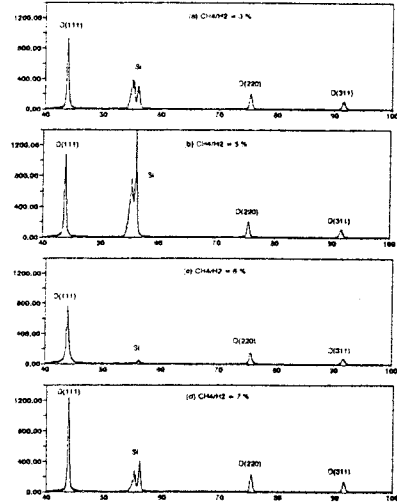 (a) CH4/H2 = 3 %
D(111)
Si
D(220)
D(311)
1200.00
800.00
400.00
0.00
40 50 60 70 80 90 100
b) CH4/H2 = 5 %
D(111)
Si
D(220)
D(311)
1200.00
800.00
400.00
0.00
40 50 60 70 80 90 100
(c) CH4/H2 = 6 %
D(111)
Si
D(220)
D(311)
1200.00
800.00
400.00
0.00
40 50 60 70 80 90 100
(d) CH4/H2 = 7 %
D(111)
Si
D(220)
D(311)
1200.00
800.00
400.00
0.00
40 50 60 70 80 90 100